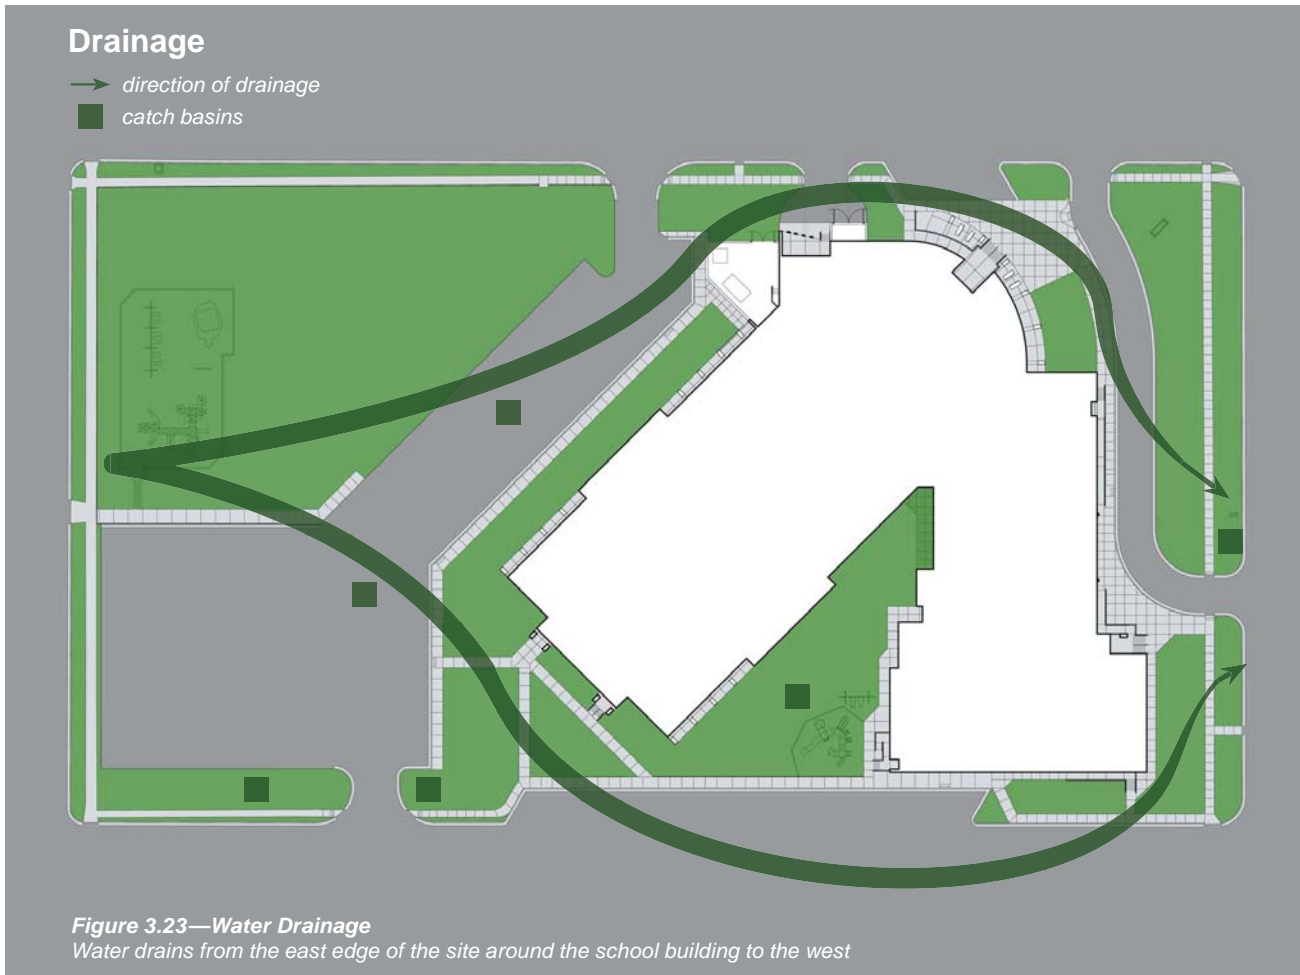 Drainage
direction of drainage
catch basins
Figure 3.23—Water Drainage
Water drains from the east edge of the site around the school building to the west